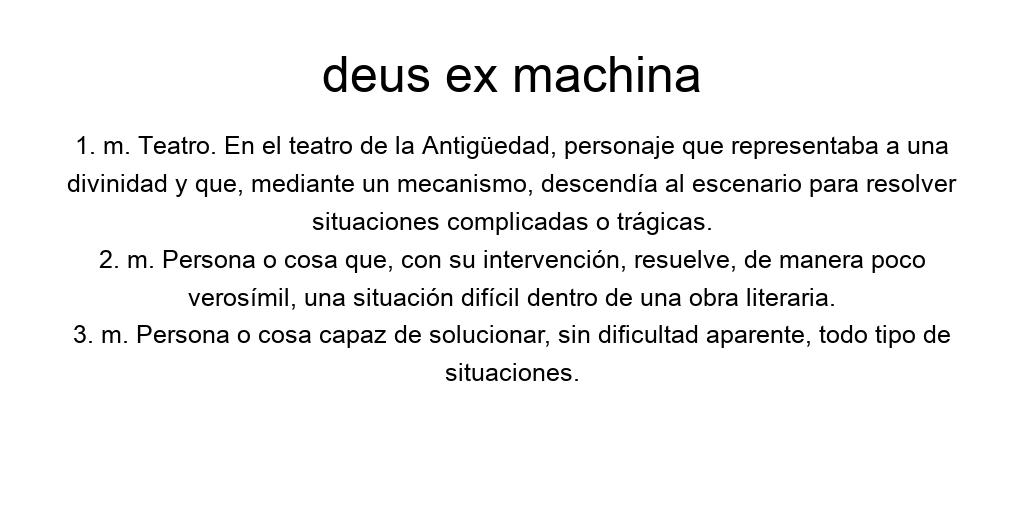 deus ex machina
1. m. Teatro. En el teatro de la Antigüedad, personaje que representaba a una
divinidad y que, mediante un mecanismo, descendía al escenario para resolver
situaciones complicadas o trágicas.
2. m. Persona o cosa que, con su intervención, resuelve, de manera poco
verosímil, una situación difícil dentro de una obra literaria.
3. m. Persona o cosa capaz de solucionar, sin dificultad aparente, todo tipo de
situaciones.